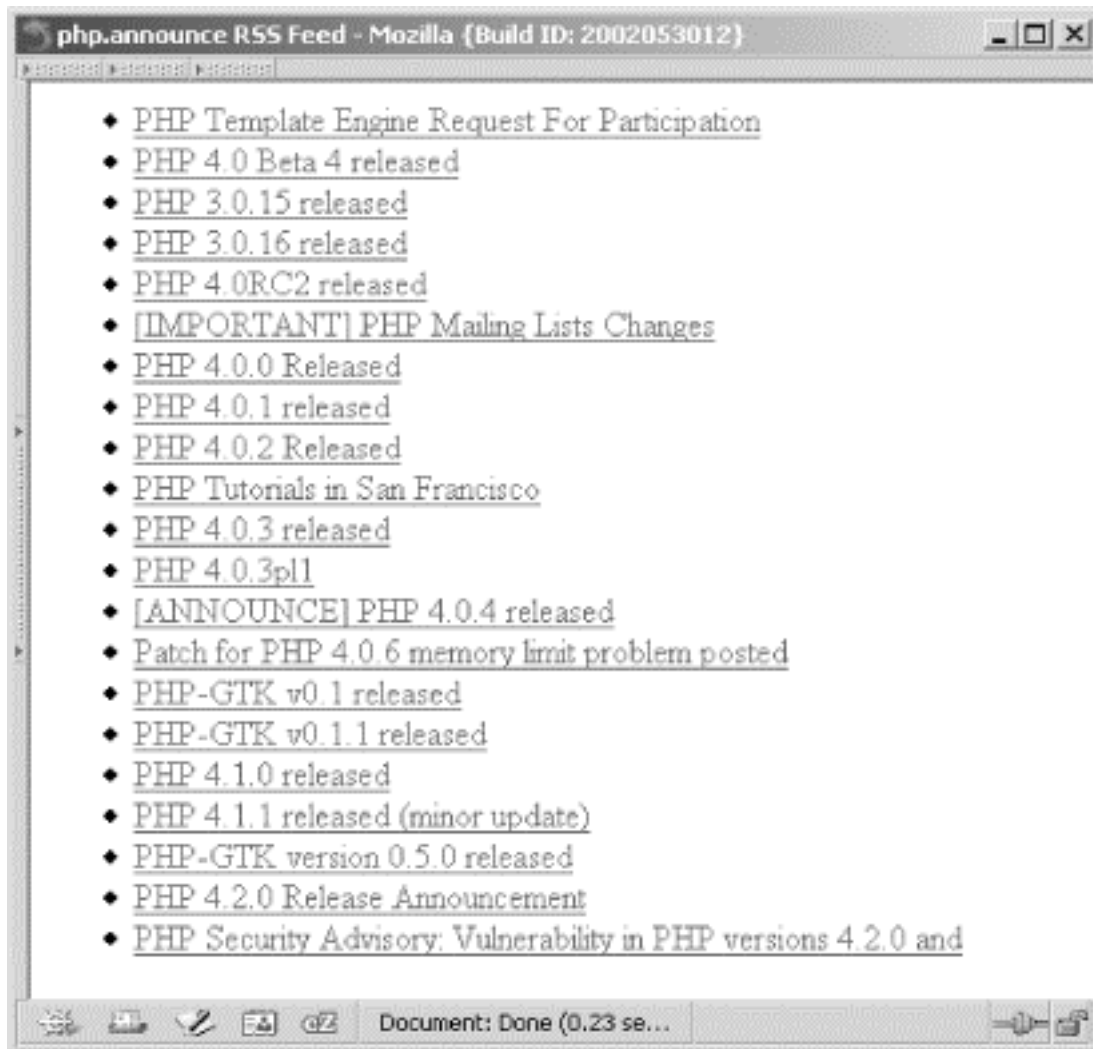 php.announce RSS Feed - Mozilla {Build ID: 2002053012}
PHP Template Engine Request For Participation
PHP 4.0 Beta 4 released
PHP 3.0.15 released
PHP 3.0.16 released
PHP 4.0RC2 released
[IMPORTANT] PHP Mailing Lists Changes
PHP 4.0.0 Released
PHP 4.0.1 released
PHP 4.0.2 Released
PHP Tutorials in San Francisco
PHP 4.0.3 released
PHP 4.0.3pl1
[ANNOUNCE] PHP 4.0.4 released
Patch for PHP 4.0.6 memory limit problem posted
PHP-GTK v0.1 released
PHP-GTK v0.1.1 released
PHP 4.1.0 released
PHP 4.1.1 released (minor update)
PHP-GTK version 0.5.0 released
PHP 4.2.0 Release Announcement
PHP Security Advisory: Vulnerability in PHP versions 4.2.0 and
Document: Done (0.23 se...